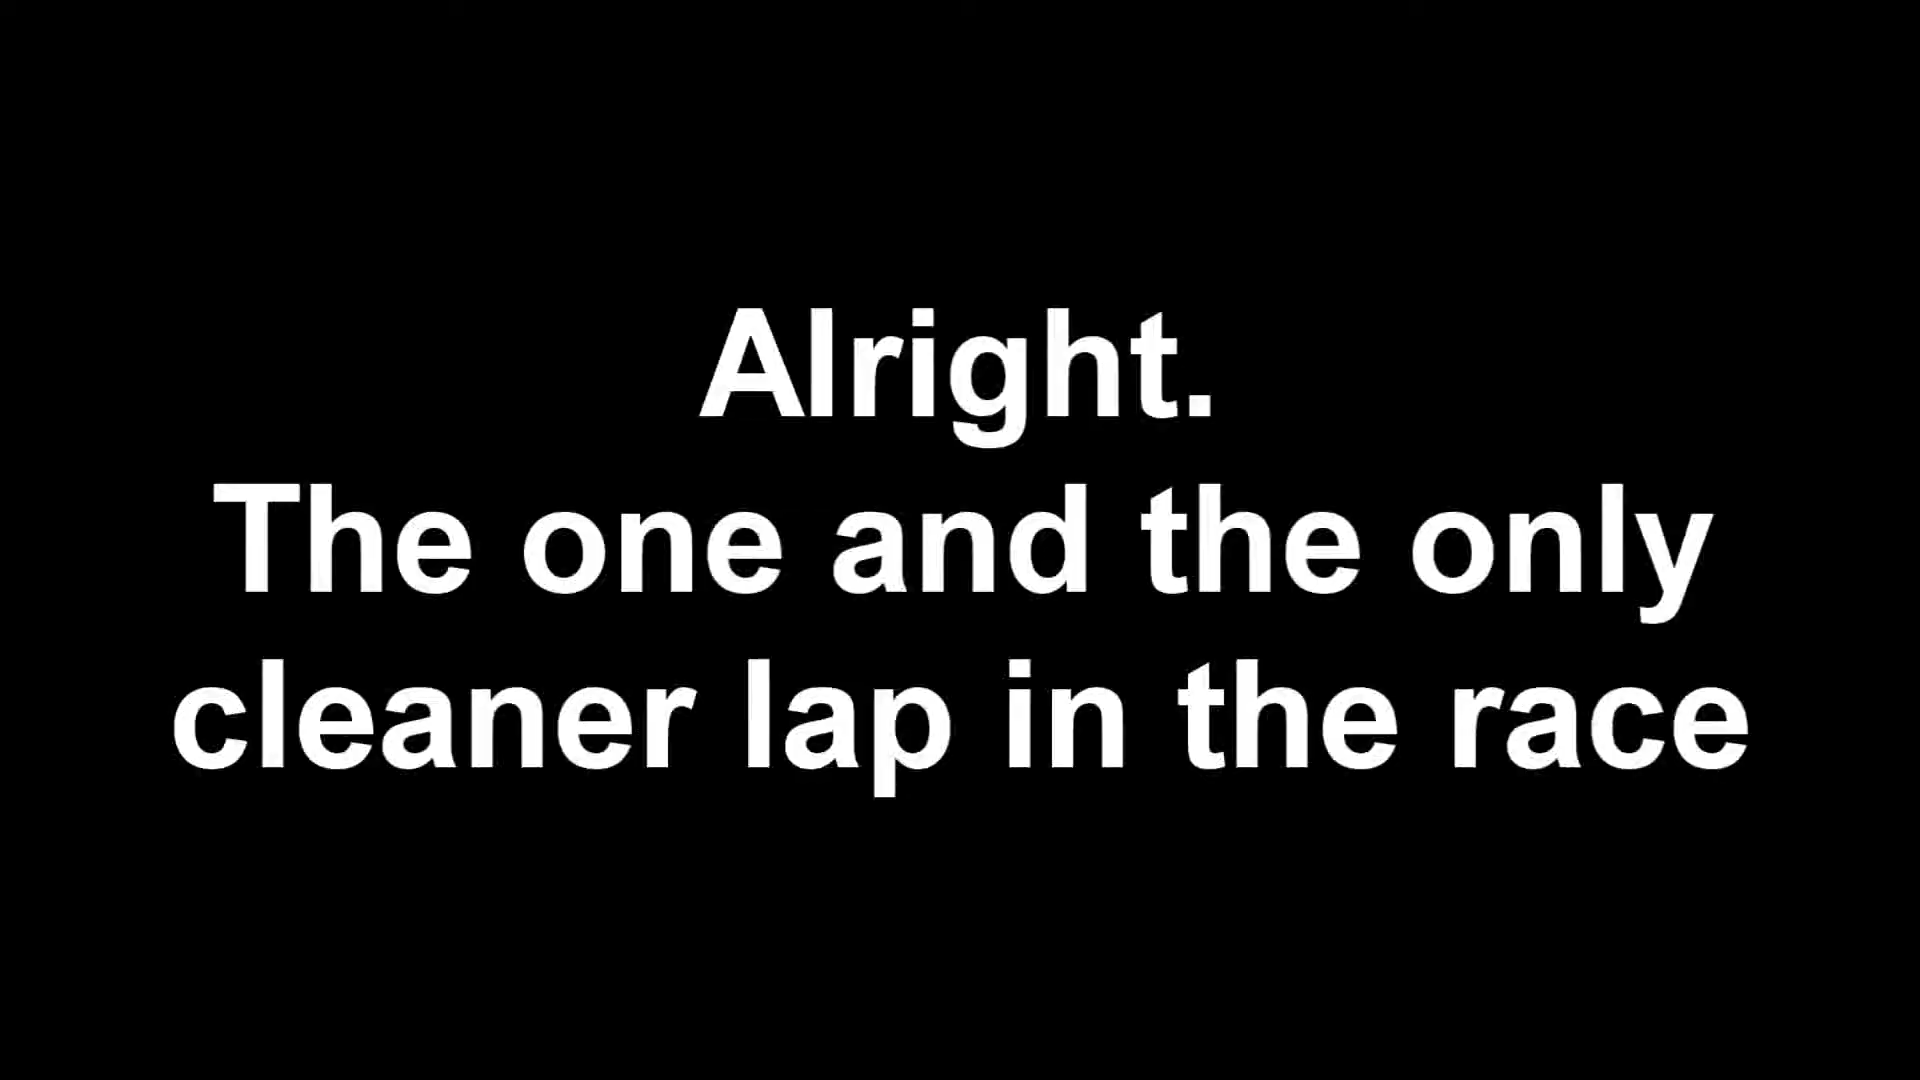 Alright.
The one and the only
cleaner lap in the race